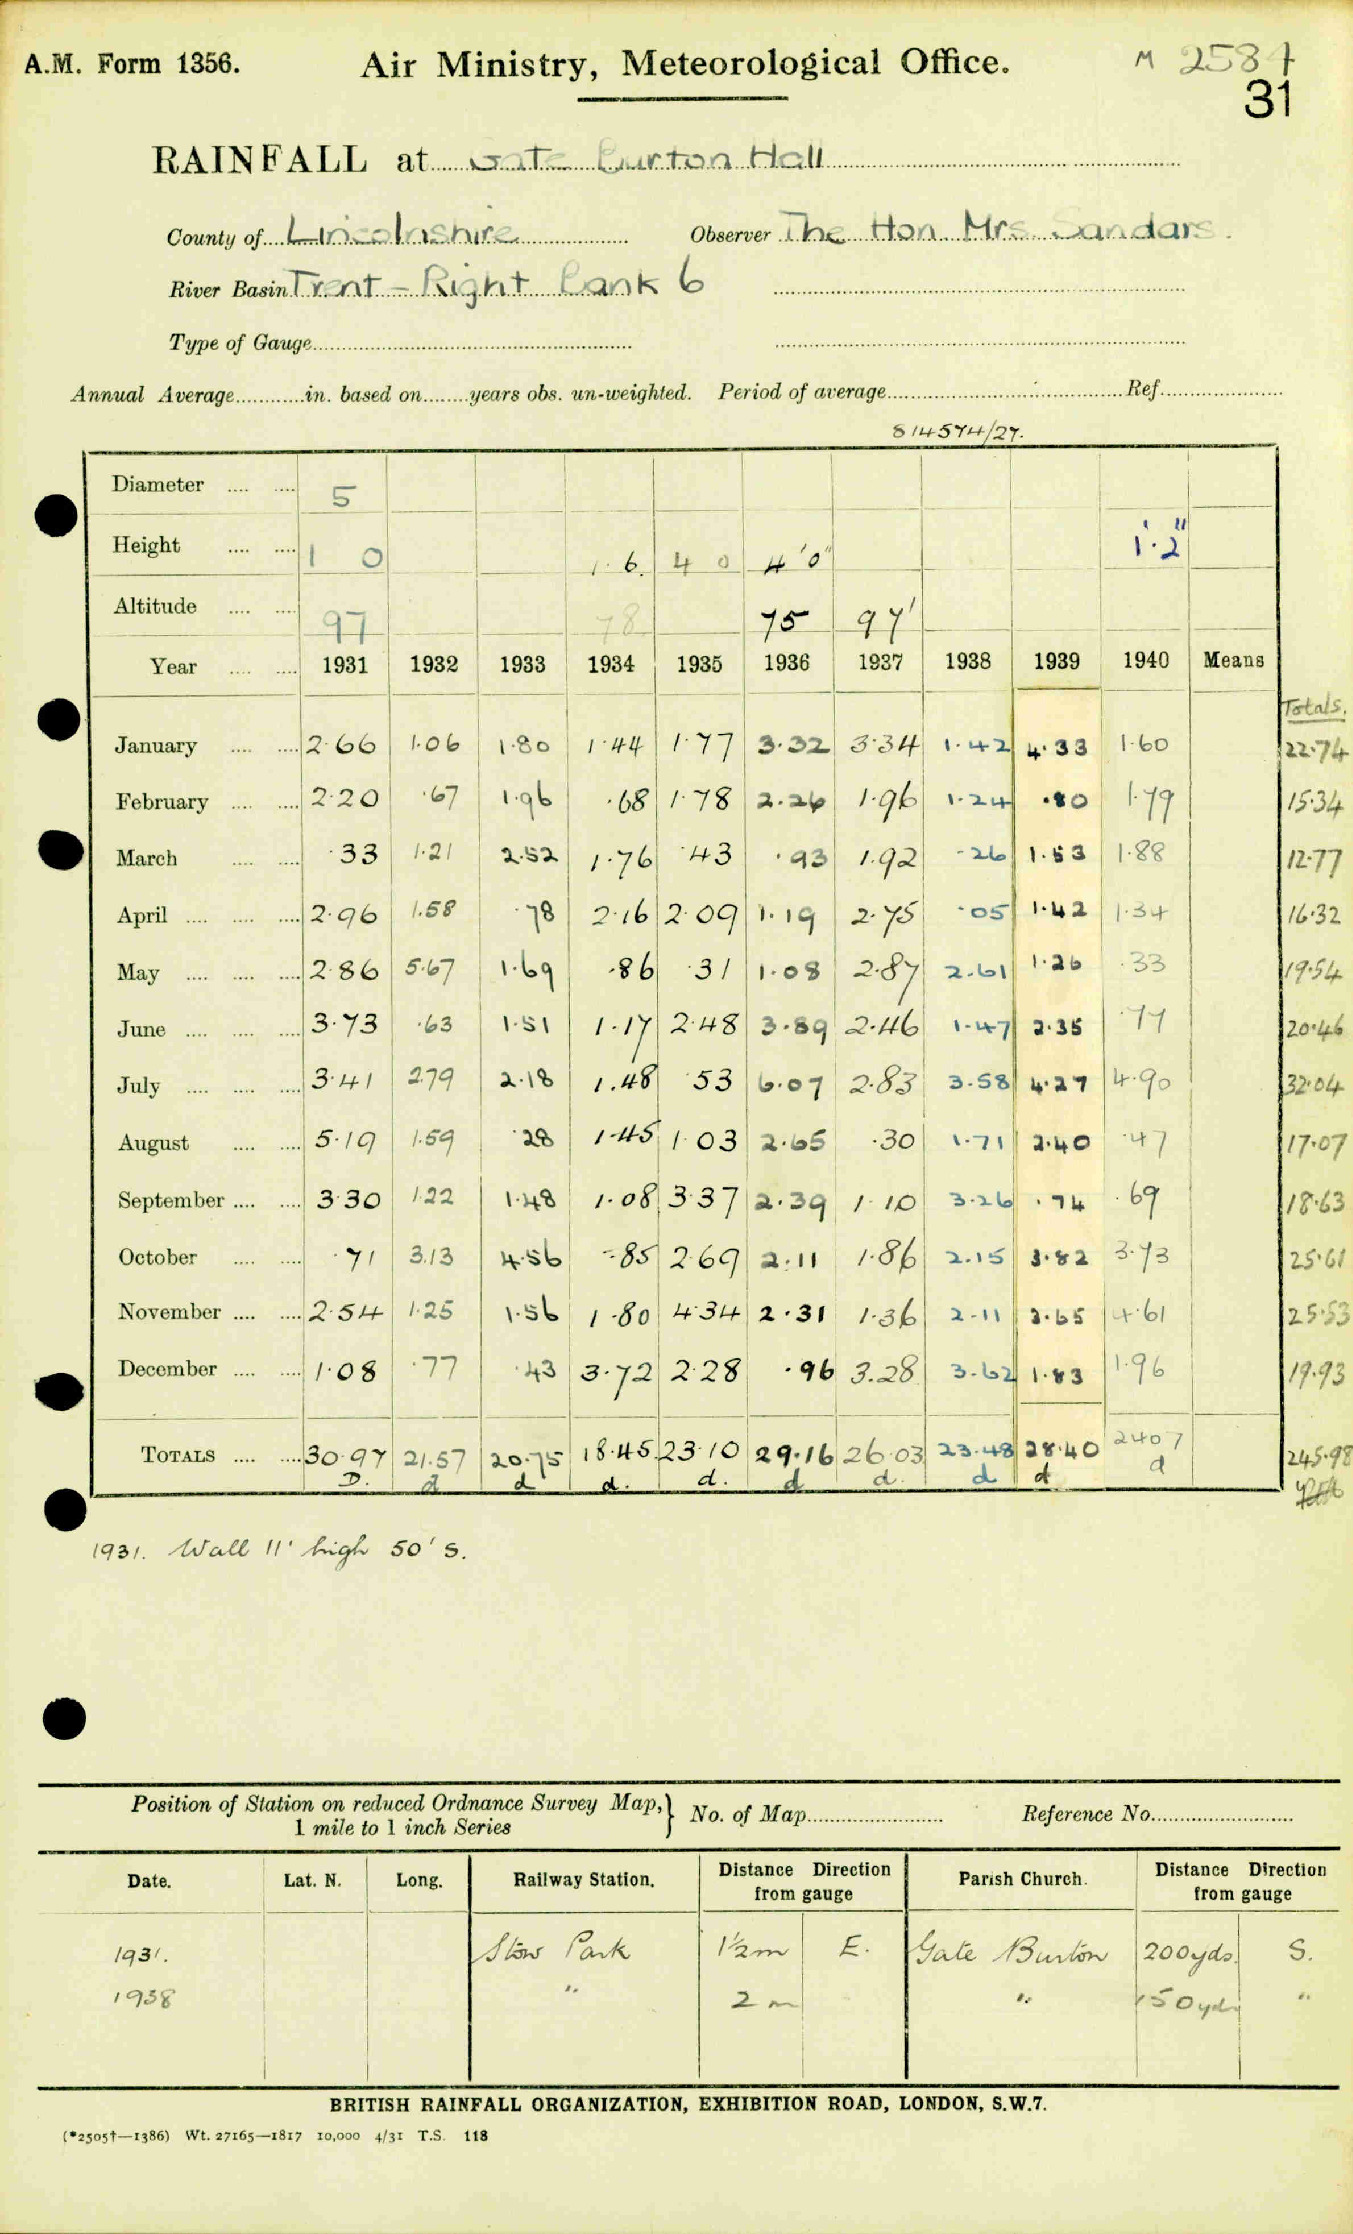 A.M. Form 1356. Air Ministry, Meteorological Office. M 2584
31
RAINFALL at Gate Burton Hall
County of Lincolnshire Observer The Hon Mrs Sandars.
River Basin Trent – Right Bank 6
Type of Gauge
Annual Average in. based on years obs. un-weighted. Period of average Ref.
814574/27.
Diameter 5
Height 1 0 1·6. 4 0 4'0" 1'·2"
Altitude 97 78 75 97'
Year 1931 1932 1933 1934 1935 1936 1937 1938 1939 1940 Means
Totals.
January 2·66 1·06 1·80 1·44 1·77 3·32 3·34 1·42 4·33 1·60 22·74
February 2·20 ·67 1·96 ·68 1·78 2·26 1·96 1·24 ·80 1·79 15·34
March ·33 1·21 2·52 1·76 ·43 ·93 1·92 ·26 1·53 1·88 12·77
April 2·96 1·58 ·78 2·16 2·09 1·19 2·75 ·05 1·42 1·34 16·32
May 2·86 5·67 1·69 ·86 ·31 1·08 2·87 2·61 1·26 ·33 19·54
June 3·73 ·63 1·51 1·17 2·48 3·89 2·46 1·47 2·35 ·77 20·46
July 3·41 2·79 2·18 1·48 ·53 6·07 2·83 3·58 4·27 4·90 32·04
August 5·19 1·59 ·28 1·45 1·03 2·65 ·30 1·71 2·40 ·47 17·07
September 3·30 1·22 1·48 1·08 3·37 2·39 1·10 3·26 ·74 ·69 18·63
October ·71 3·13 4·56 ·85 2·69 2·11 1·86 2·15 3·82 3·73 25·61
November 2·54 1·25 1·56 1·80 4·34 2·31 1·36 2·11 3·65 4·61 25·53
December 1·08 ·77 ·43 3·72 2·28 ·96 3·28 3·62 1·83 1·96 19·93
TOTALS 30·97 21·57 20·75 18·45 23·10 29·16 26·03 23·48 28·40 2407 245·98
D. d d d. d. d d. d d d
1931. Wall 11' high 50' S.
Position of Station on reduced Ordnance Survey Map, 1 mile to 1 inch Series } No. of Map Reference No.
Date. Lat. N. Long. Railway Station. Distance Direction from gauge Parish Church. Distance Direction from gauge
1931. Stow Park 1½m E. Gate Burton 200yds. S.
1938 " 2 m " 150yds "
BRITISH RAINFALL ORGANIZATION, EXHIBITION ROAD, LONDON, S.W.7.
(*2505†—1386) Wt. 27165—1817 10,000 4/31 T.S. 118